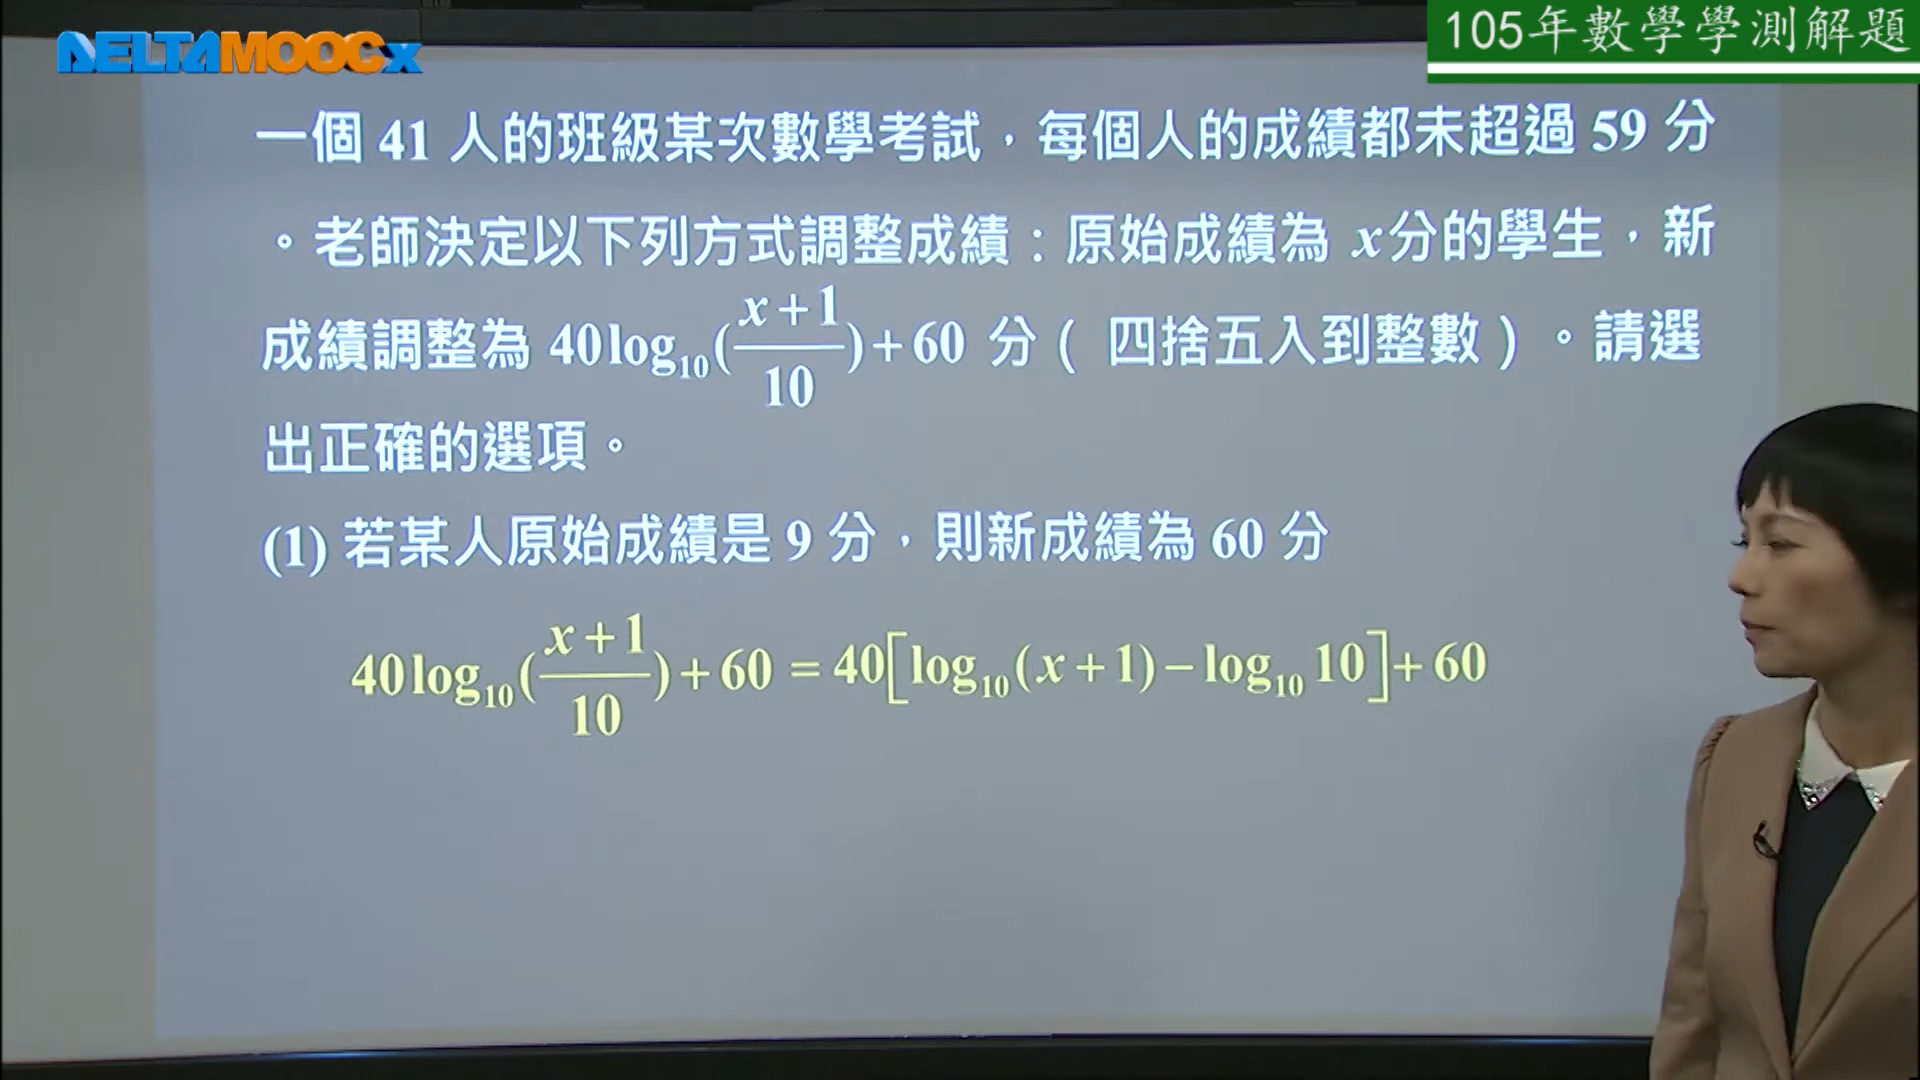 DELTAMOOCx
105年數學學測解題
一個 41 人的班級某次數學考試，每個人的成績都未超過 59 分
。老師決定以下列方式調整成績：原始成績為 x 分的學生，新
成績調整為 40log₁₀((x+1)/10)+60 分（四捨五入到整數）。請選
出正確的選項。
(1) 若某人原始成績是 9 分，則新成績為 60 分
40log₁₀((x+1)/10)+60 = 40[log₁₀(x+1)−log₁₀10]+60